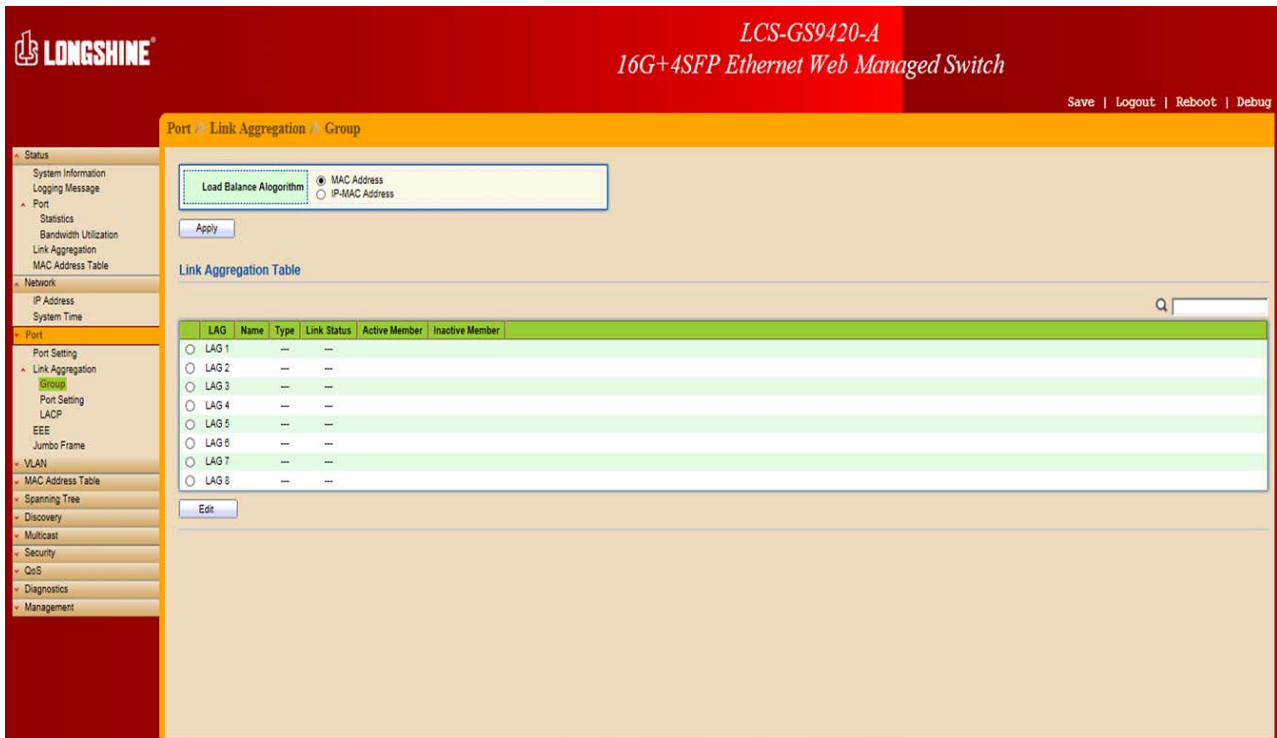 LONGSHINE®
LCS-GS9420-A
16G+4SFP Ethernet Web Managed Switch
Save | Logout | Reboot | Debug
Port // Link Aggregation // Group
Status
System Information
Logging Message
Port
Statistics
Bandwidth Utilization
Link Aggregation
MAC Address Table
Network
IP Address
System Time
Port
Port Setting
Link Aggregation
Group
Port Setting
LACP
EEE
Jumbo Frame
VLAN
MAC Address Table
Spanning Tree
Discovery
Multicast
Security
QoS
Diagnostics
Management
Load Balance Alogorithm
MAC Address
IP-MAC Address
Apply
Link Aggregation Table
LAG Name Type Link Status Active Member Inactive Member
LAG 1 --- ---
LAG 2 --- ---
LAG 3 --- ---
LAG 4 --- ---
LAG 5 --- ---
LAG 6 --- ---
LAG 7 --- ---
LAG 8 --- ---
Edit